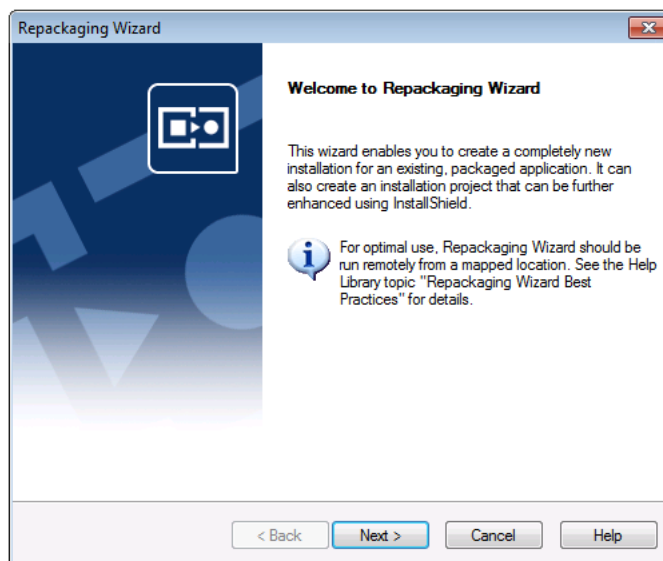 Repackaging Wizard
Welcome to Repackaging Wizard
This wizard enables you to create a completely new
installation for an existing, packaged application. It can
also create an installation project that can be further
enhanced using InstallShield.
For optimal use, Repackaging Wizard should be
run remotely from a mapped location. See the Help
Library topic "Repackaging Wizard Best
Practices" for details.
< Back Next > Cancel Help